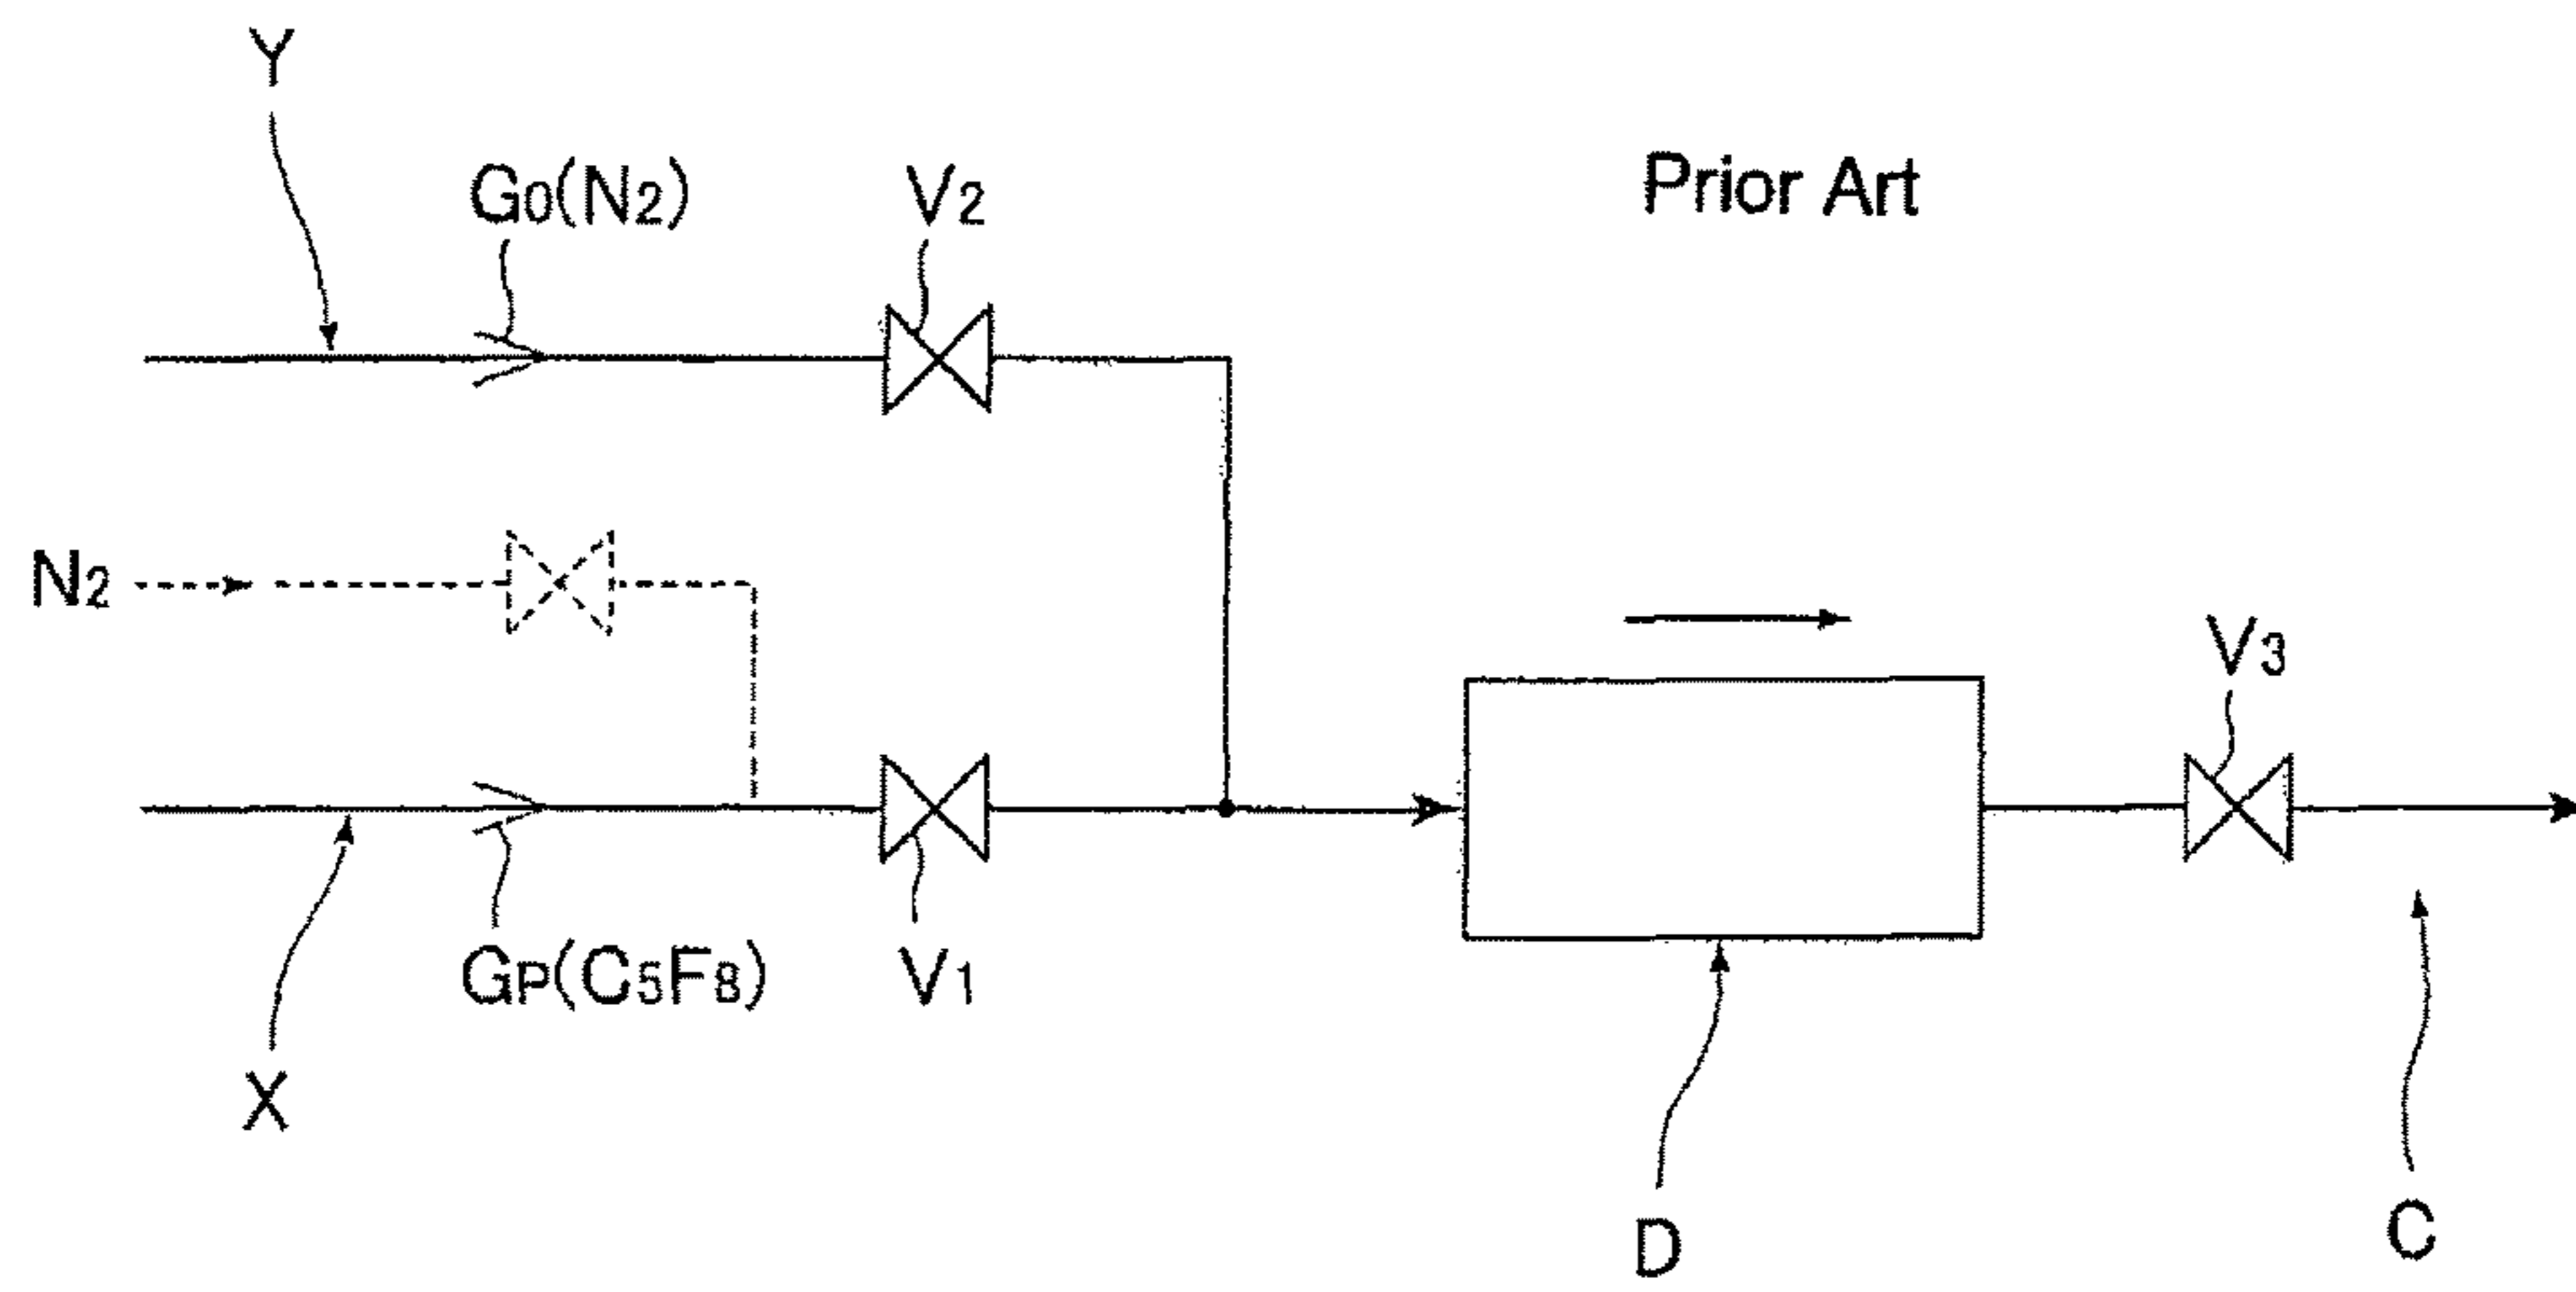 Y
G0(N2)
V2
Prior Art
N2
V3
GP(C5F8)
V1
X
D
C